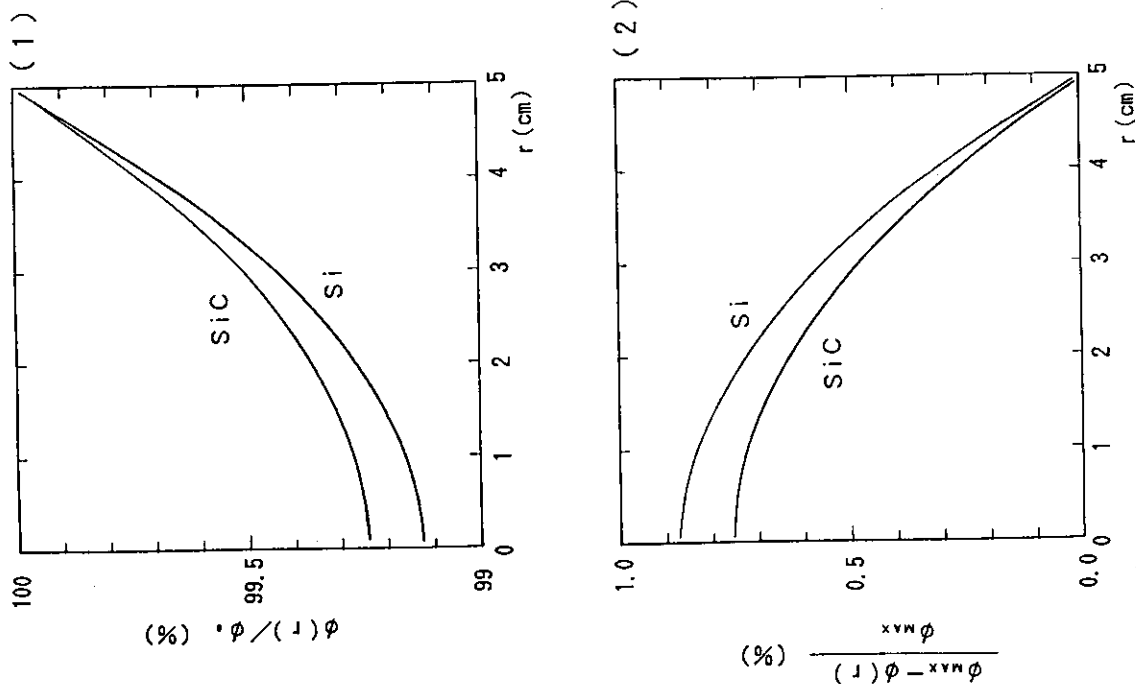 (1)
φ(r)/φ₀ (%)
100
99.5
99
SiC
Si
0 1 2 3 4 5
r(cm)
(2)
φMAX−φ(r)
φMAX
(%)
1.0
0.5
0.0
Si
SiC
0 1 2 3 4 5
r(cm)